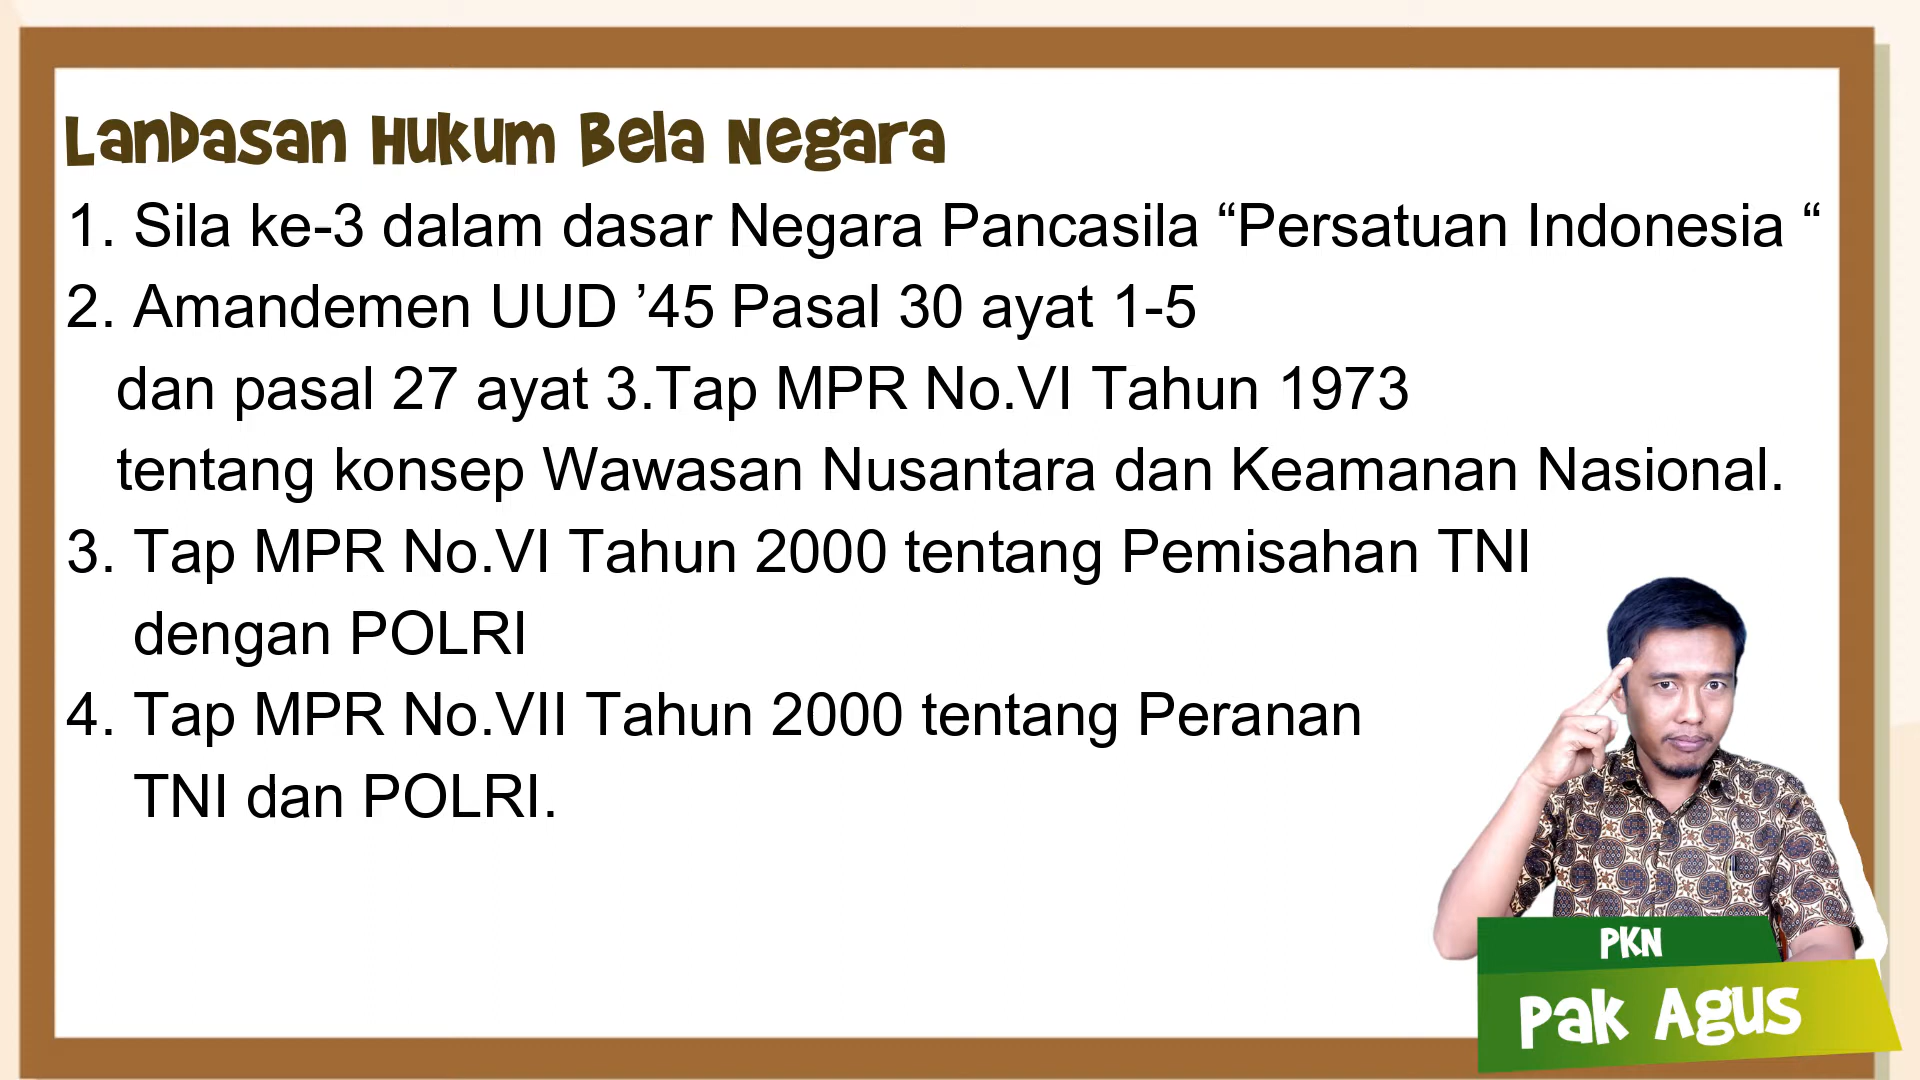 Landasan Hukum Bela Negara
1. Sila ke-3 dalam dasar Negara Pancasila “Persatuan Indonesia “
2. Amandemen UUD ’45 Pasal 30 ayat 1-5
dan pasal 27 ayat 3.Tap MPR No.VI Tahun 1973
tentang konsep Wawasan Nusantara dan Keamanan Nasional.
3. Tap MPR No.VI Tahun 2000 tentang Pemisahan TNI
dengan POLRI
4. Tap MPR No.VII Tahun 2000 tentang Peranan
TNI dan POLRI.
PKN
Pak Agus